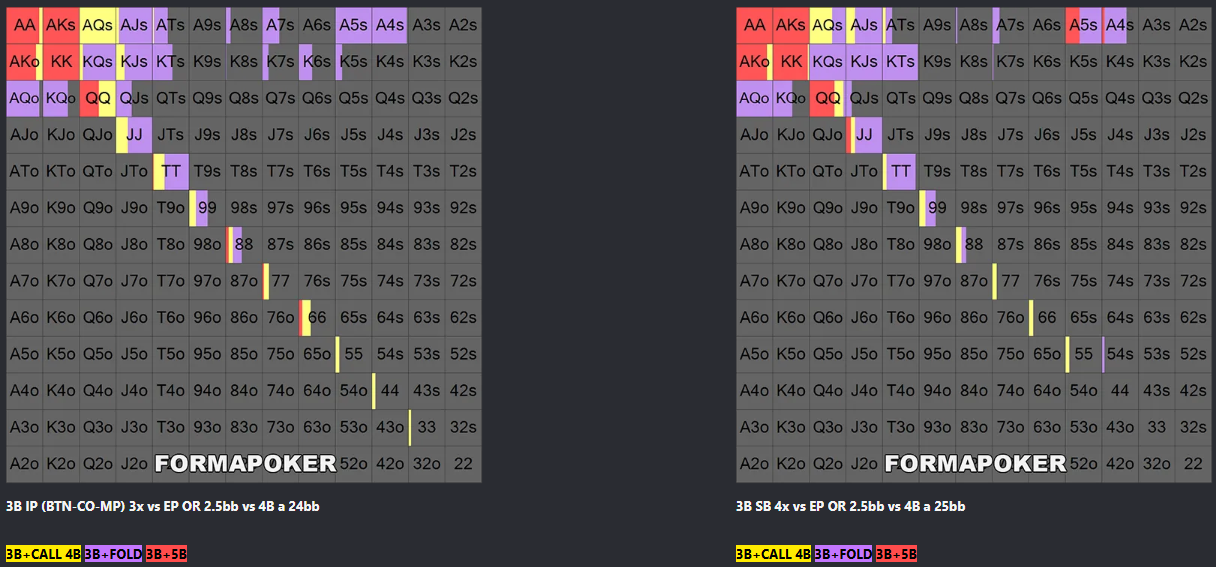 AA AKs AQs AJs ATs A9s A8s A7s A6s A5s A4s A3s A2s
AKo KK KQs KJs KTs K9s K8s K7s K6s K5s K4s K3s K2s
AQo KQo QQ QJs QTs Q9s Q8s Q7s Q6s Q5s Q4s Q3s Q2s
AJo KJo QJo JJ JTs J9s J8s J7s J6s J5s J4s J3s J2s
ATo KTo QTo JTo TT T9s T8s T7s T6s T5s T4s T3s T2s
A9o K9o Q9o J9o T9o 99 98s 97s 96s 95s 94s 93s 92s
A8o K8o Q8o J8o T8o 98o 88 87s 86s 85s 84s 83s 82s
A7o K7o Q7o J7o T7o 97o 87o 77 76s 75s 74s 73s 72s
A6o K6o Q6o J6o T6o 96o 86o 76o 66 65s 64s 63s 62s
A5o K5o Q5o J5o T5o 95o 85o 75o 65o 55 54s 53s 52s
A4o K4o Q4o J4o T4o 94o 84o 74o 64o 54o 44 43s 42s
A3o K3o Q3o J3o T3o 93o 83o 73o 63o 53o 43o 33 32s
A2o K2o Q2o J2o FORMAPOKER 52o 42o 32o 22
3B IP (BTN-CO-MP) 3x vs EP OR 2.5bb vs 4B a 24bb
3B+CALL 4B 3B+FOLD 3B+5B
AA AKs AQs AJs ATs A9s A8s A7s A6s A5s A4s A3s A2s
AKo KK KQs KJs KTs K9s K8s K7s K6s K5s K4s K3s K2s
AQo KQo QQ QJs QTs Q9s Q8s Q7s Q6s Q5s Q4s Q3s Q2s
AJo KJo QJo JJ JTs J9s J8s J7s J6s J5s J4s J3s J2s
ATo KTo QTo JTo TT T9s T8s T7s T6s T5s T4s T3s T2s
A9o K9o Q9o J9o T9o 99 98s 97s 96s 95s 94s 93s 92s
A8o K8o Q8o J8o T8o 98o 88 87s 86s 85s 84s 83s 82s
A7o K7o Q7o J7o T7o 97o 87o 77 76s 75s 74s 73s 72s
A6o K6o Q6o J6o T6o 96o 86o 76o 66 65s 64s 63s 62s
A5o K5o Q5o J5o T5o 95o 85o 75o 65o 55 54s 53s 52s
A4o K4o Q4o J4o T4o 94o 84o 74o 64o 54o 44 43s 42s
A3o K3o Q3o J3o T3o 93o 83o 73o 63o 53o 43o 33 32s
A2o K2o Q2o J2o FORMAPOKER 52o 42o 32o 22
3B SB 4x vs EP OR 2.5bb vs 4B a 25bb
3B+CALL 4B 3B+FOLD 3B+5B